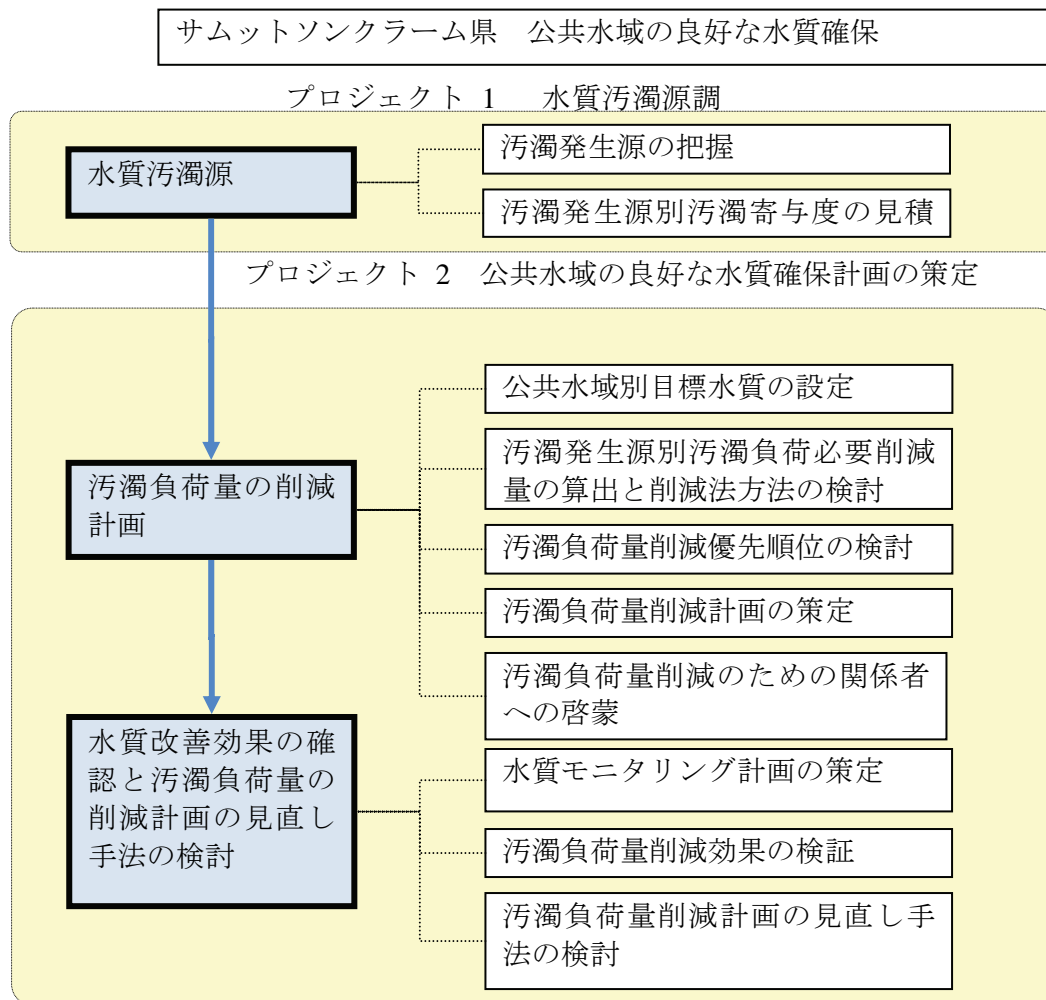 サムットソンクラーム県　公共水域の良好な水質確保
プロジェクト 1　水質汚濁源調
水質汚濁源
汚濁発生源の把握
汚濁発生源別汚濁寄与度の見積
プロジェクト 2　公共水域の良好な水質確保計画の策定
汚濁負荷量の削減
計画
公共水域別目標水質の設定
汚濁発生源別汚濁負荷必要削減
量の算出と削減法方法の検討
汚濁負荷量削減優先順位の検討
汚濁負荷量削減計画の策定
汚濁負荷量削減のための関係者
への啓蒙
水質改善効果の確
認と汚濁負荷量の
削減計画の見直し
手法の検討
水質モニタリング計画の策定
汚濁負荷量削減効果の検証
汚濁負荷量削減計画の見直し手
法の検討